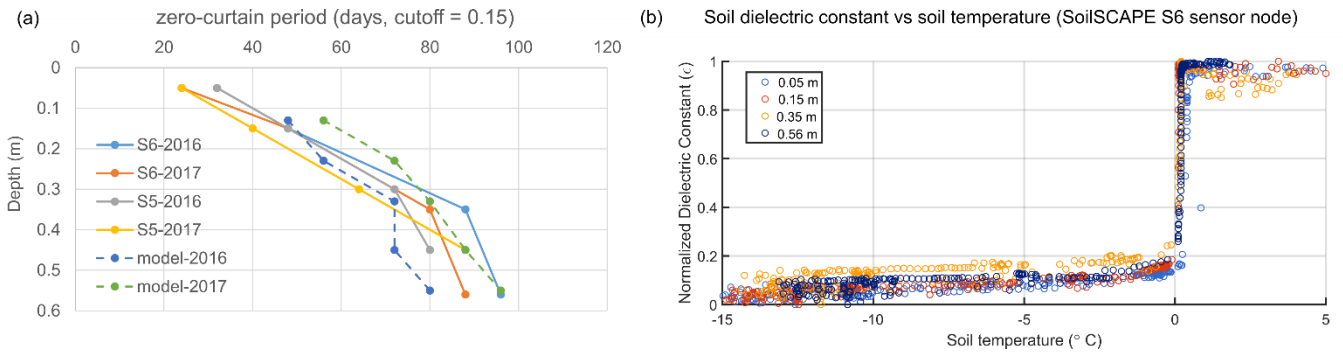 (a)
zero-curtain period (days, cutoff = 0.15)
0 20 40 60 80 100 120
0
0.1
0.2
0.3
0.4
0.5
0.6
Depth (m)
S6-2016
S6-2017
S5-2016
S5-2017
model-2016
model-2017
(b)
Soil dielectric constant vs soil temperature (SoilSCAPE S6 sensor node)
Normalized Dielectric Constant (ϵ)
1
0.8
0.6
0.4
0.2
0
0.05 m
0.15 m
0.35 m
0.56 m
-15 -10 -5 0 5
Soil temperature (° C)